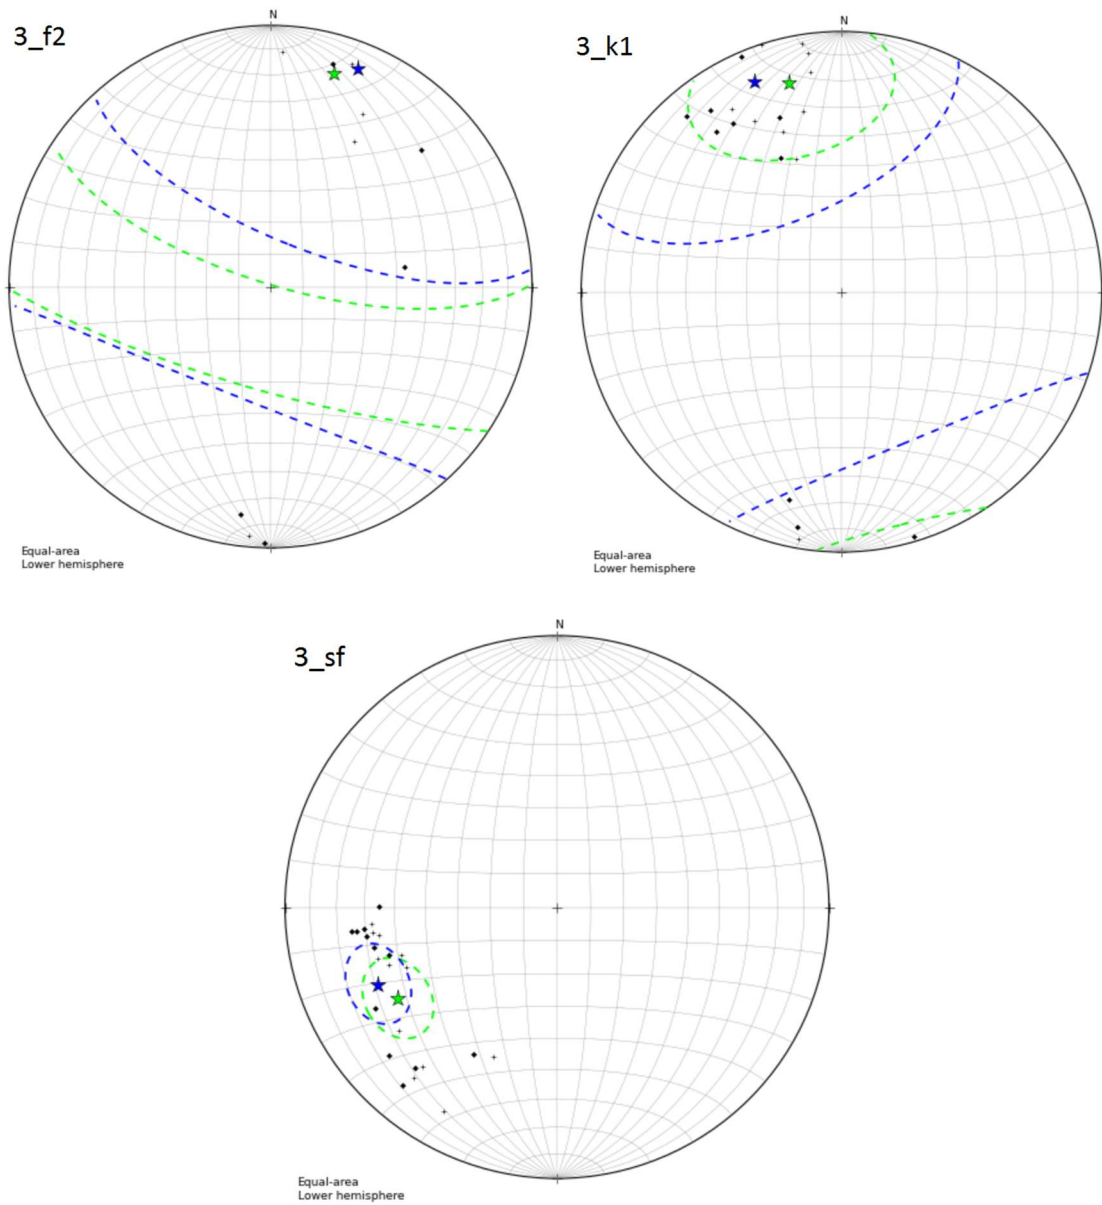 3_f2
N
Equal-area
Lower hemisphere
3_k1
N
Equal-area
Lower hemisphere
3_sf
N
Equal-area
Lower hemisphere